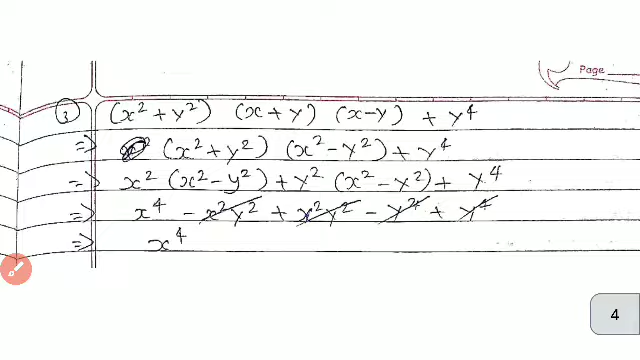 Page
③ (x² + y²) (x + y) (x - y) + y⁴
=> (x² + y²) (x² - y²) + y⁴
=> x² (x² - y²) + y² (x² - y²) + y⁴
=> x⁴ - x²y² + x²y² - y⁴ + y⁴
=> x⁴
4